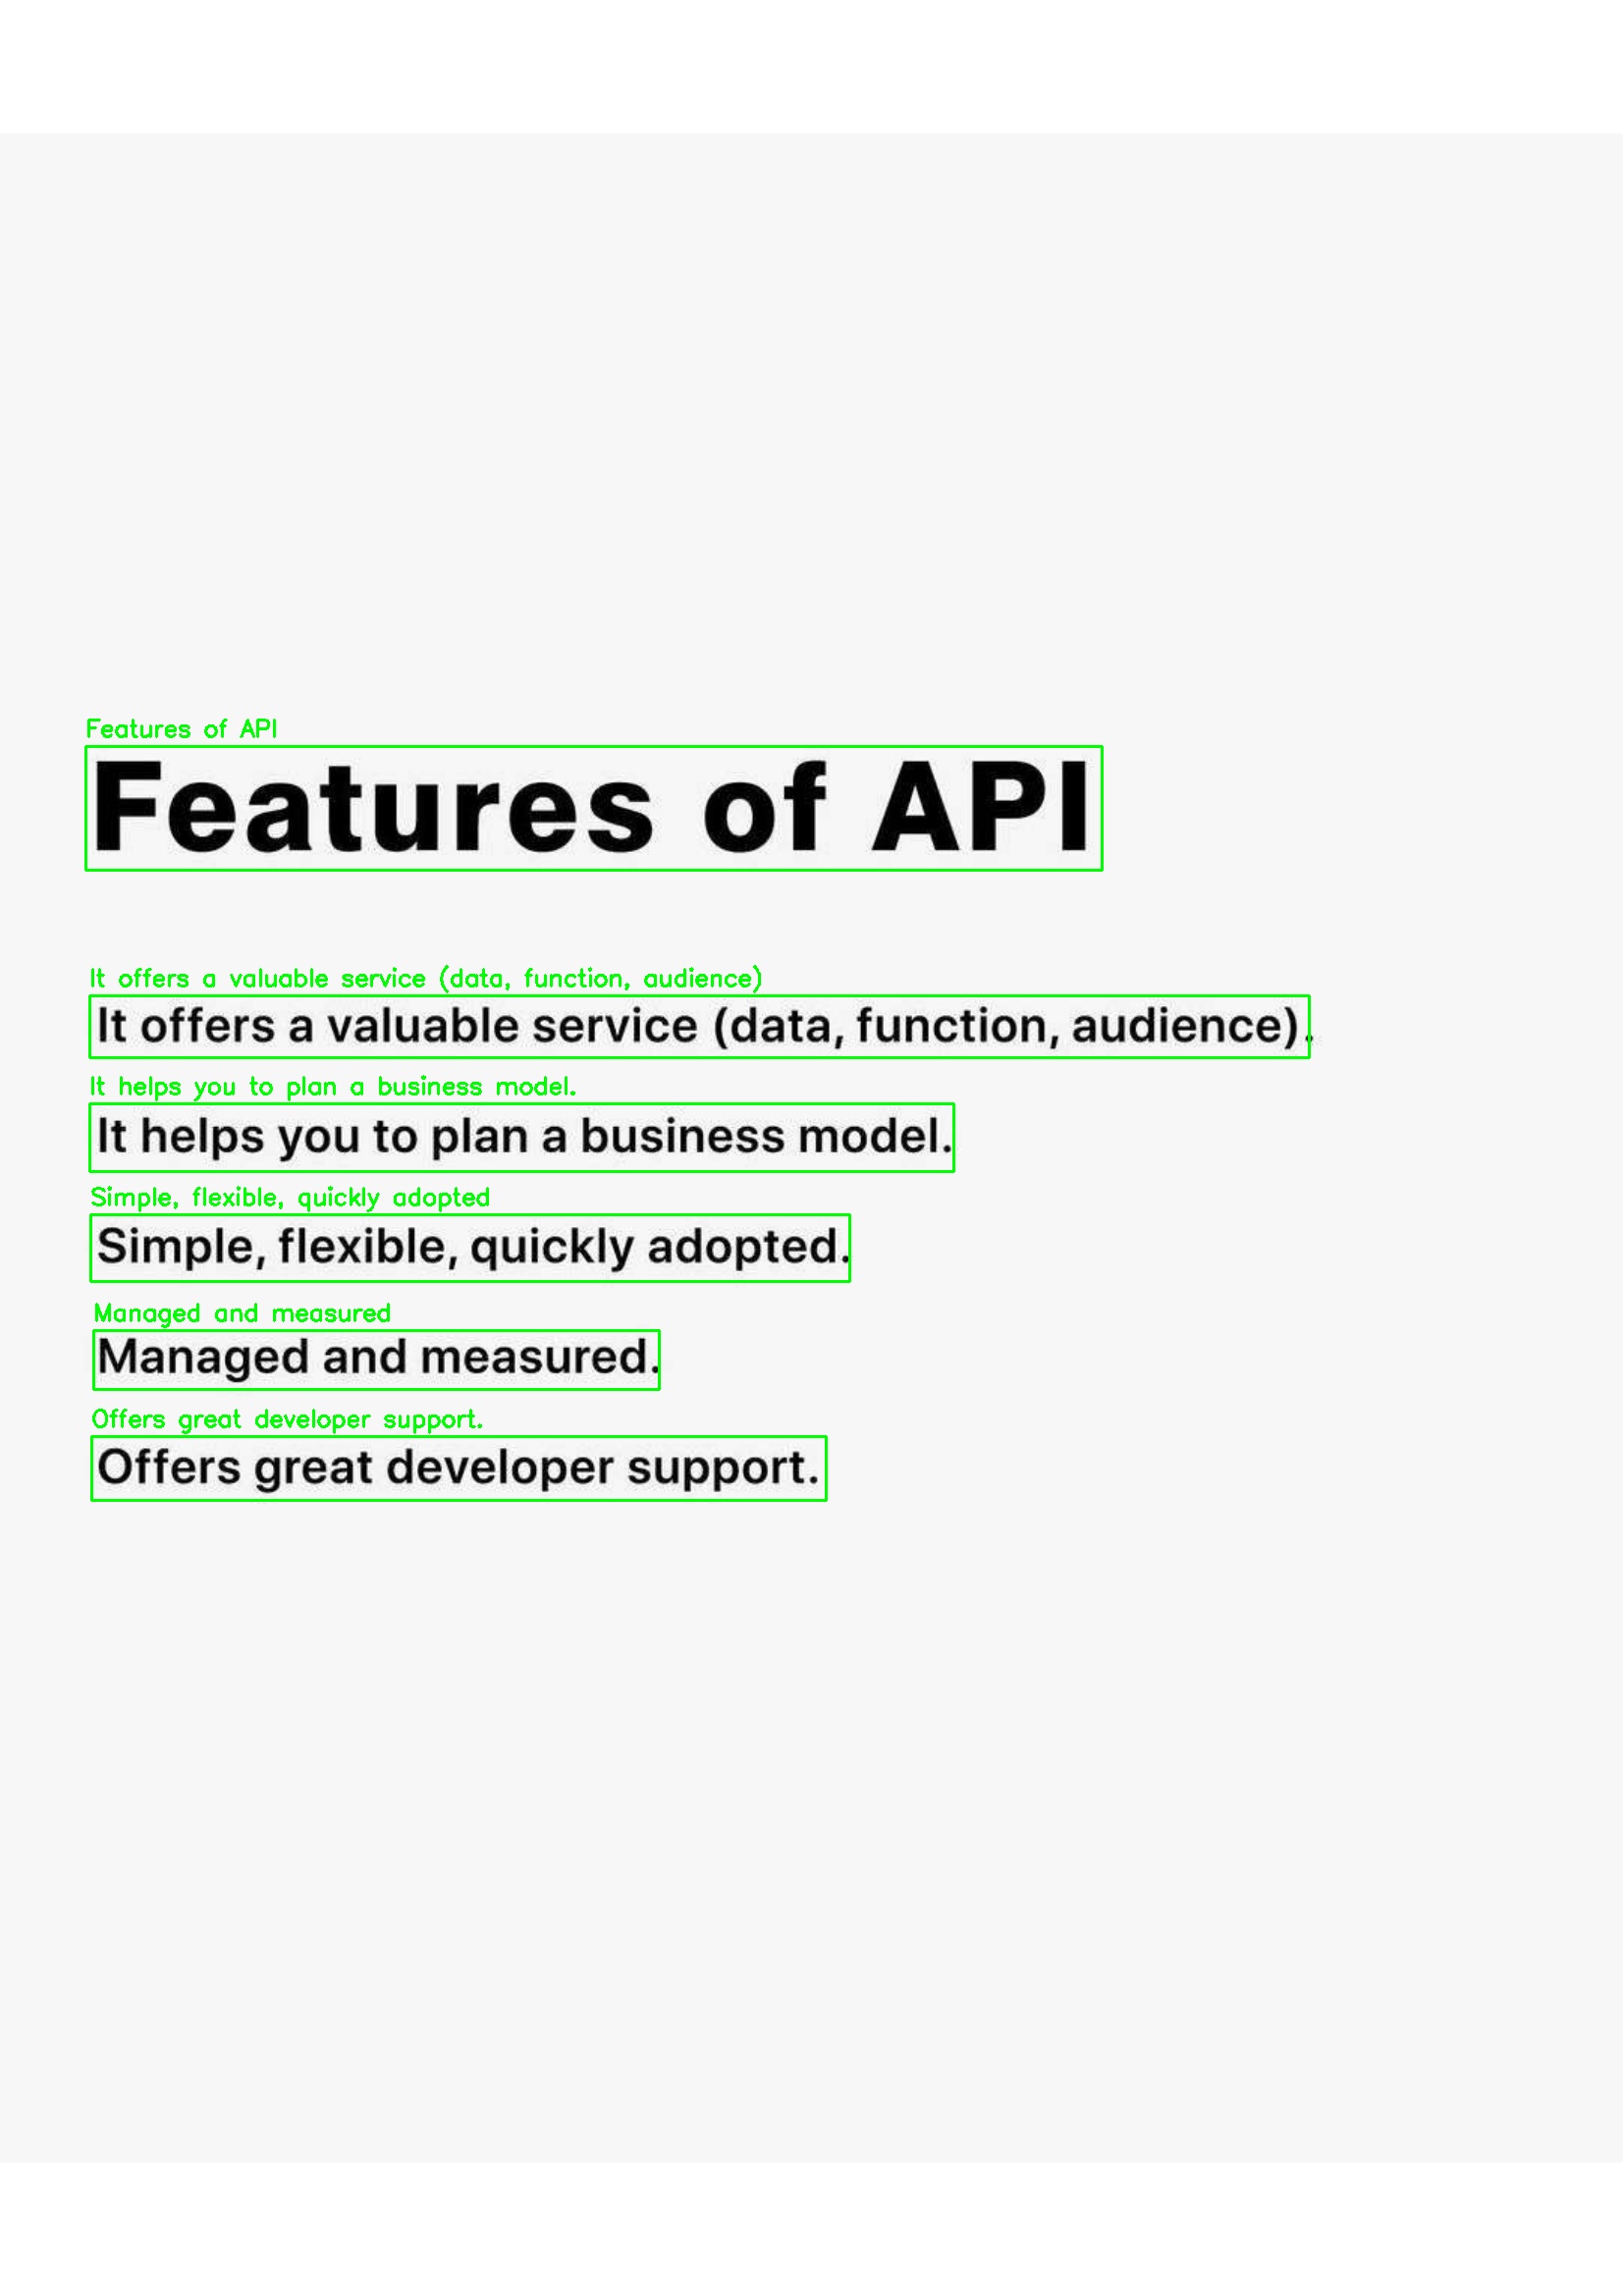 Features of API
Features of API
It offers a valuable service (data, function, audience)
It offers a valuable service (data, function, audience).
It helps you to plan a business model.
It helps you to plan a business model.
Simple, flexible, quickly adopted
Simple, flexible, quickly adopted.
Managed and measured
Managed and measured.
Offers great developer support.
Offers great developer support.